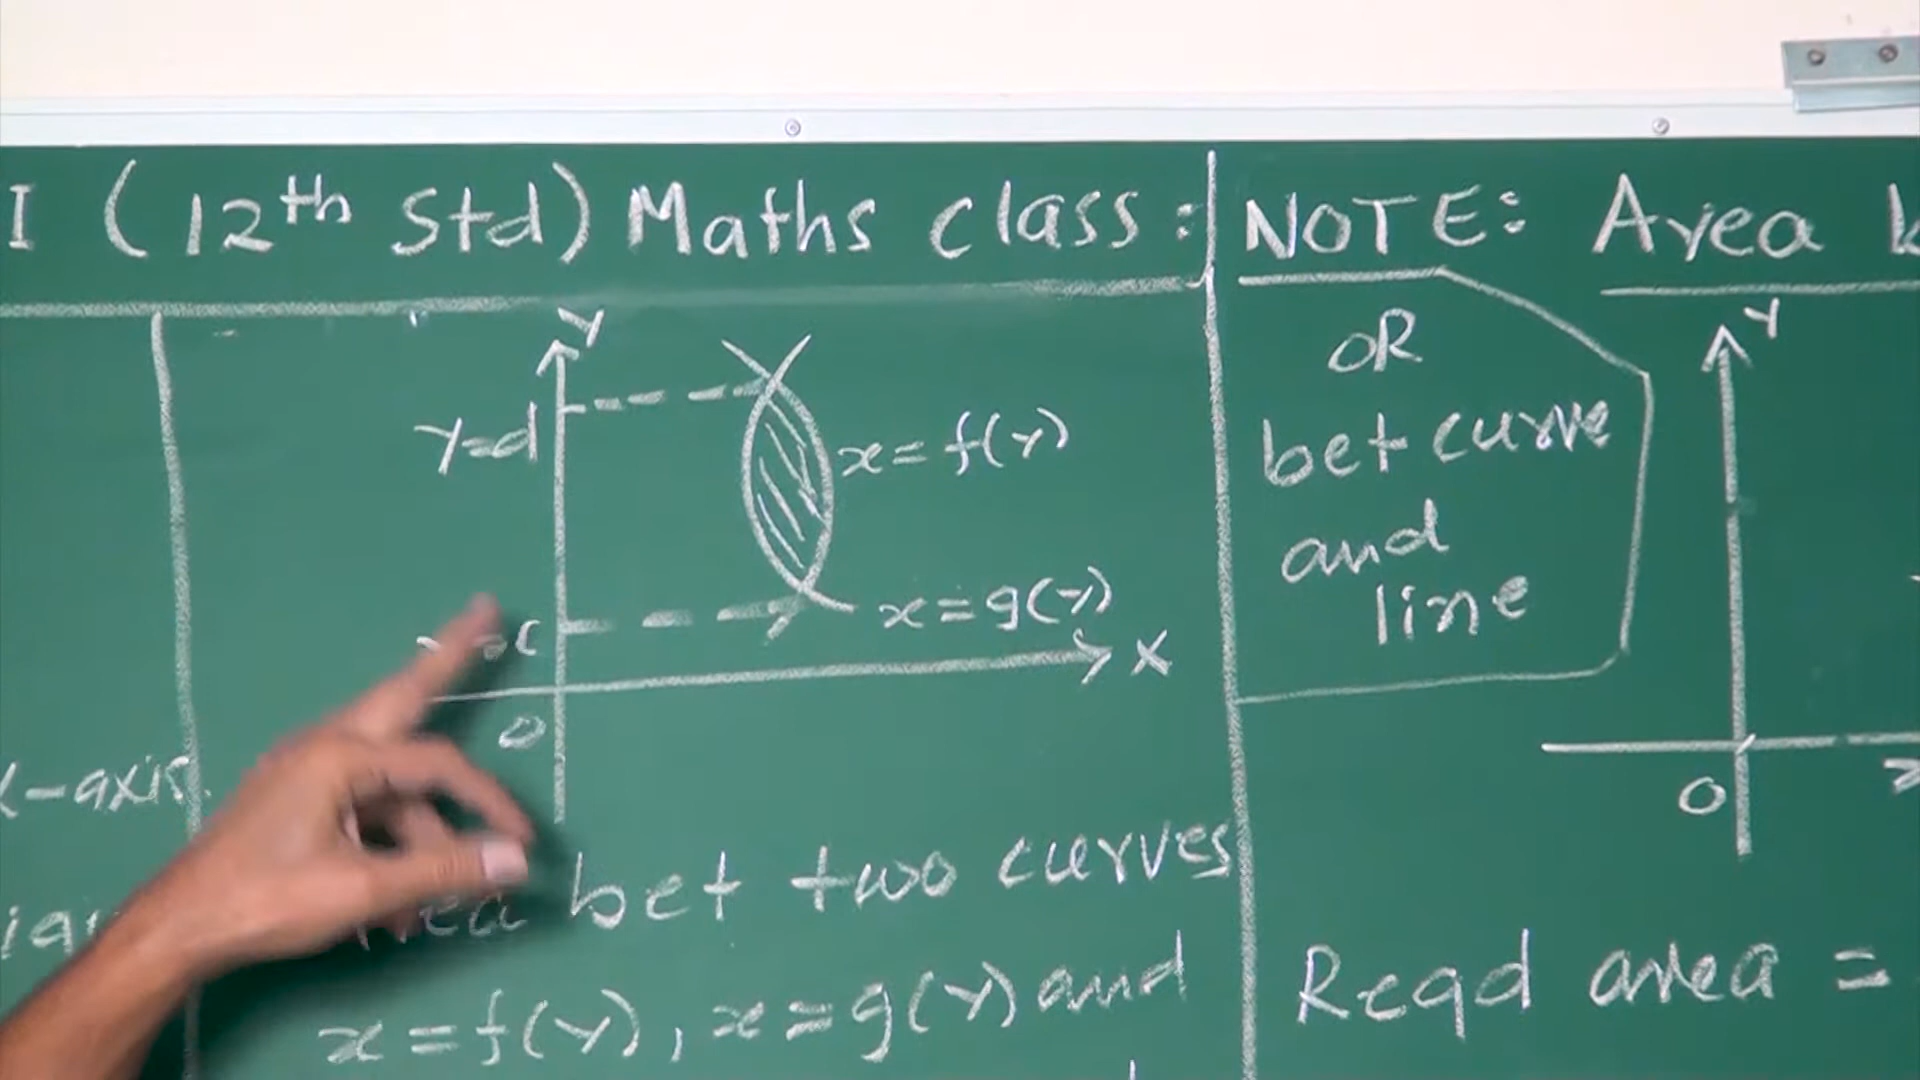 I (12th Std) Maths class:
Y
y=d
x=f(y)
x=g(y)
X
O
x-axis.
bet two curves
x=f(y), x=g(y) and
NOTE: Area
OR
bet curve
and
line
Y
O
Reqd area =